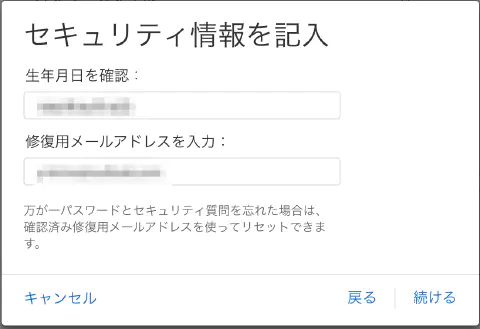 セキュリティ情報を記入
生年月日を確認：
修復用メールアドレスを入力：
万が一パスワードとセキュリティ質問を忘れた場合は、
確認済み修復用メールアドレスを使ってリセットできま
す。
キャンセル
戻る
続ける